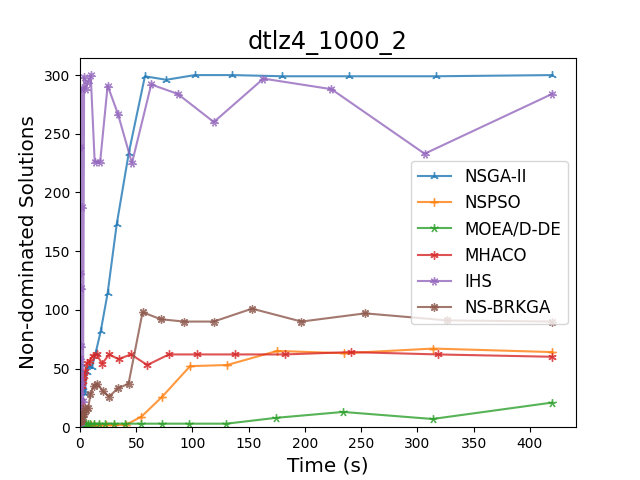 dtlz4_1000_2
Non-dominated Solutions
300
250
200
150
100
50
0
0 50 100 150 200 250 300 350 400
Time (s)
NSGA-II
NSPSO
MOEA/D-DE
MHACO
IHS
NS-BRKGA